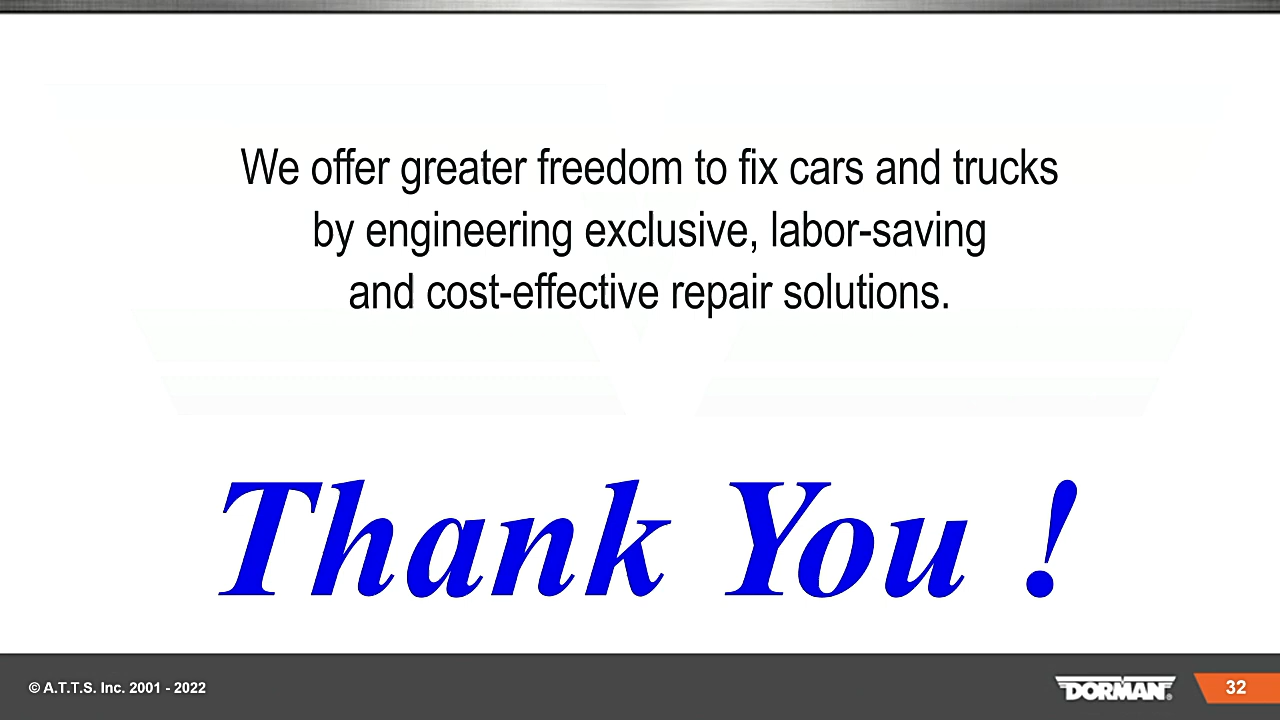 We offer greater freedom to fix cars and trucks
by engineering exclusive, labor-saving
and cost-effective repair solutions.
Thank You !
© A.T.T.S. Inc. 2001 - 2022
DORMAN®
32